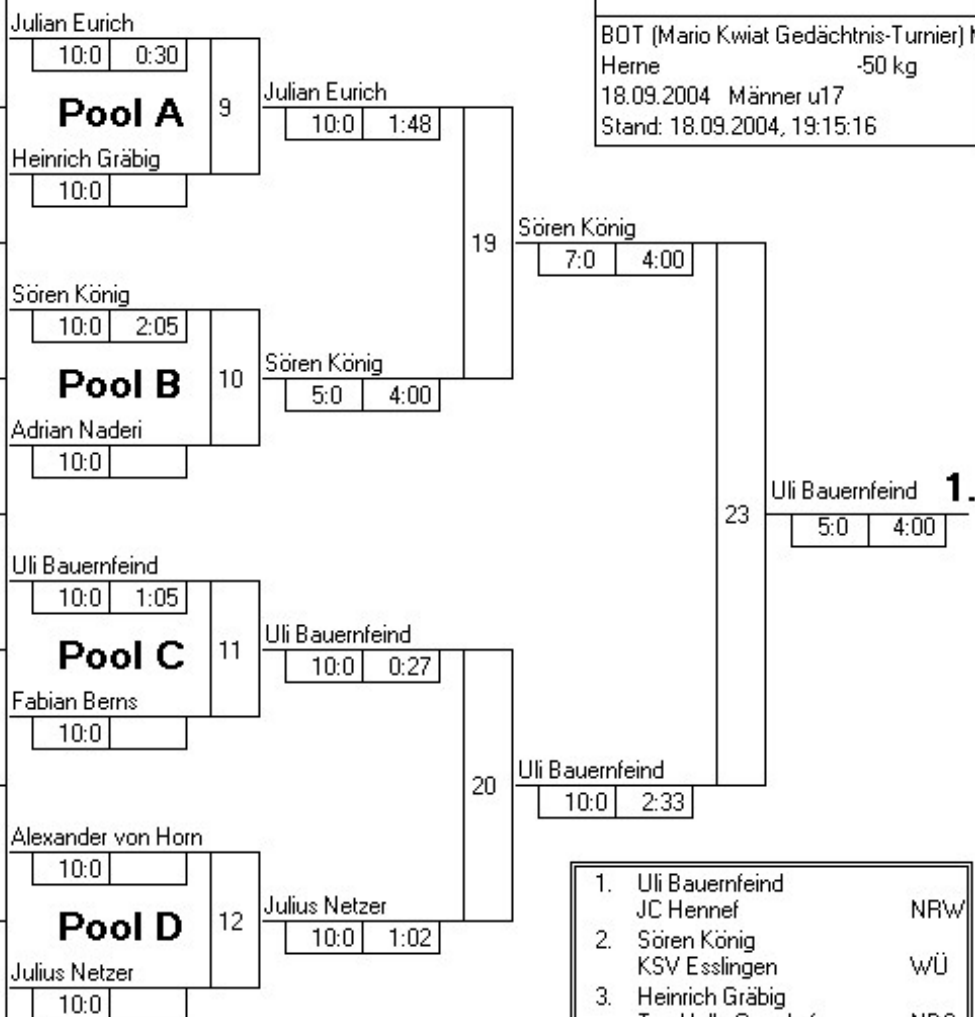 BOT (Mario Kwiat Gedächtnis-Turnier)
Herne -50 kg
18.09.2004 Männer u17
Stand: 18.09.2004, 19:15:16
Julian Eurich
10:0 0:30
Pool A
9
Heinrich Gräbig
10:0
Julian Eurich
10:0 1:48
Sören König
10:0 2:05
Pool B
10
Adrian Naderi
10:0
Sören König
5:0 4:00
19
Sören König
7:0 4:00
Uli Bauernfeind
10:0 1:05
Pool C
11
Fabian Berns
10:0
Uli Bauernfeind
10:0 0:27
Alexander von Horn
10:0
Pool D
12
Julius Netzer
10:0
Julius Netzer
10:0 1:02
20
Uli Bauernfeind
10:0 2:33
23
Uli Bauernfeind 1.
5:0 4:00
1. Uli Bauernfeind
JC Hennef NRW
2. Sören König
KSV Esslingen WÜ
3. Heinrich Gräbig